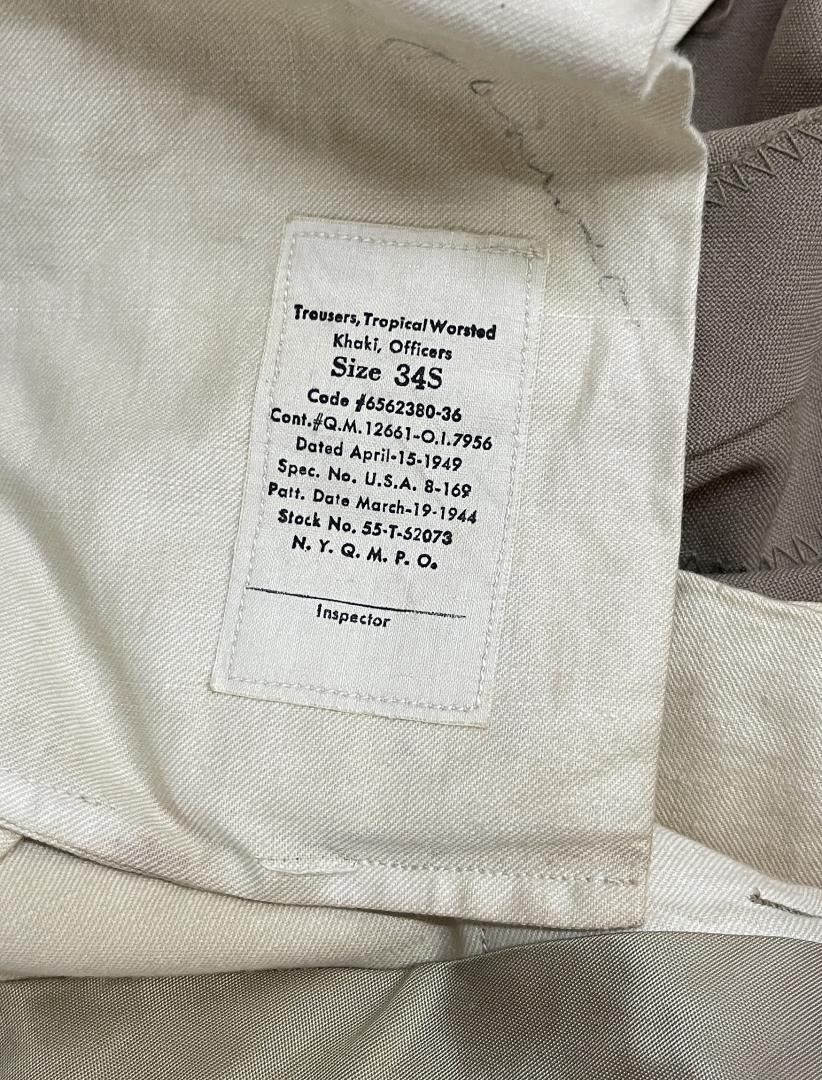 Trousers, Tropical Worsted
Khaki, Officers
Size 34S
Code #6562380-36
Cont.#Q.M.12661-O.I.7956
Dated April-15-1949
Spec. No. U.S.A. 8-169
Patt. Date March-19-1944
Stock No. 55-T-62073
N. Y. Q. M. P. O.
Inspector